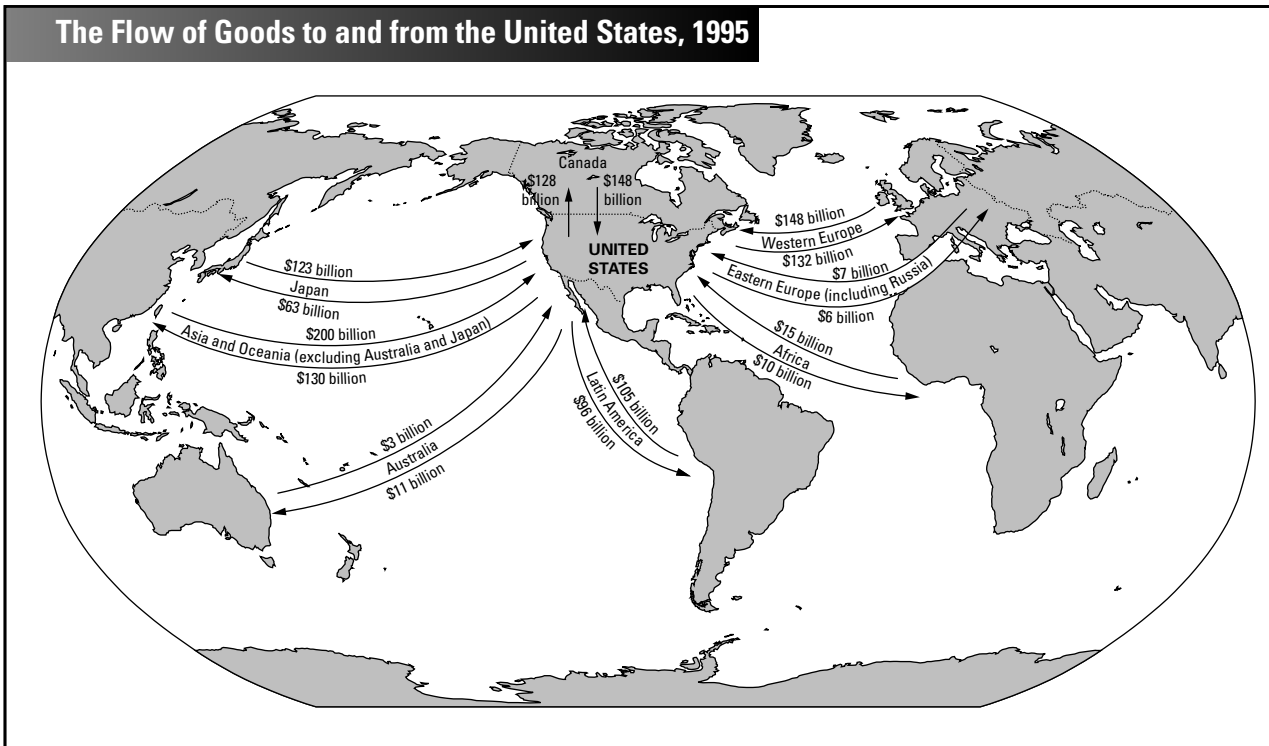 The Flow of Goods to and from the United States, 1995
Canada
$128
billion
$148
billion
UNITED
STATES
$148 billion
Western Europe
$132 billion
$7 billion
Eastern Europe (including Russia)
$6 billion
$123 billion
Japan
$63 billion
$200 billion
Asia and Oceania (excluding Australia and Japan)
$130 billion
$15 billion
Africa
$10 billion
$105 billion
Latin America
$96 billion
$3 billion
Australia
$11 billion